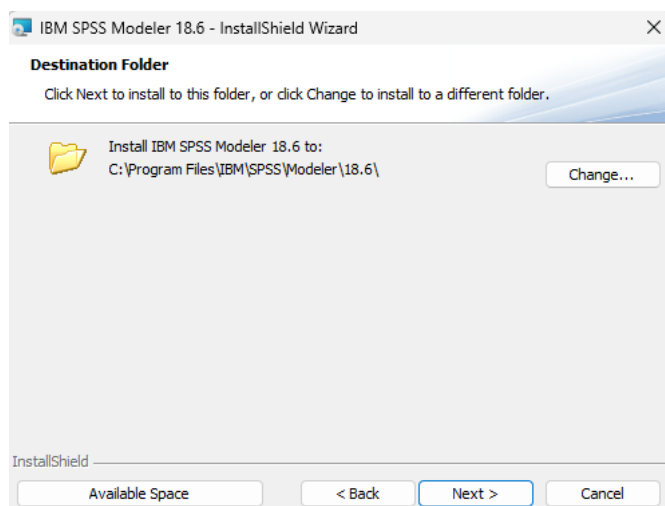 IBM SPSS Modeler 18.6 - InstallShield Wizard
Destination Folder
Click Next to install to this folder, or click Change to install to a different folder.
Install IBM SPSS Modeler 18.6 to:
C:\Program Files\IBM\SPSS\Modeler\18.6\
Change...
InstallShield
Available Space
< Back
Next >
Cancel